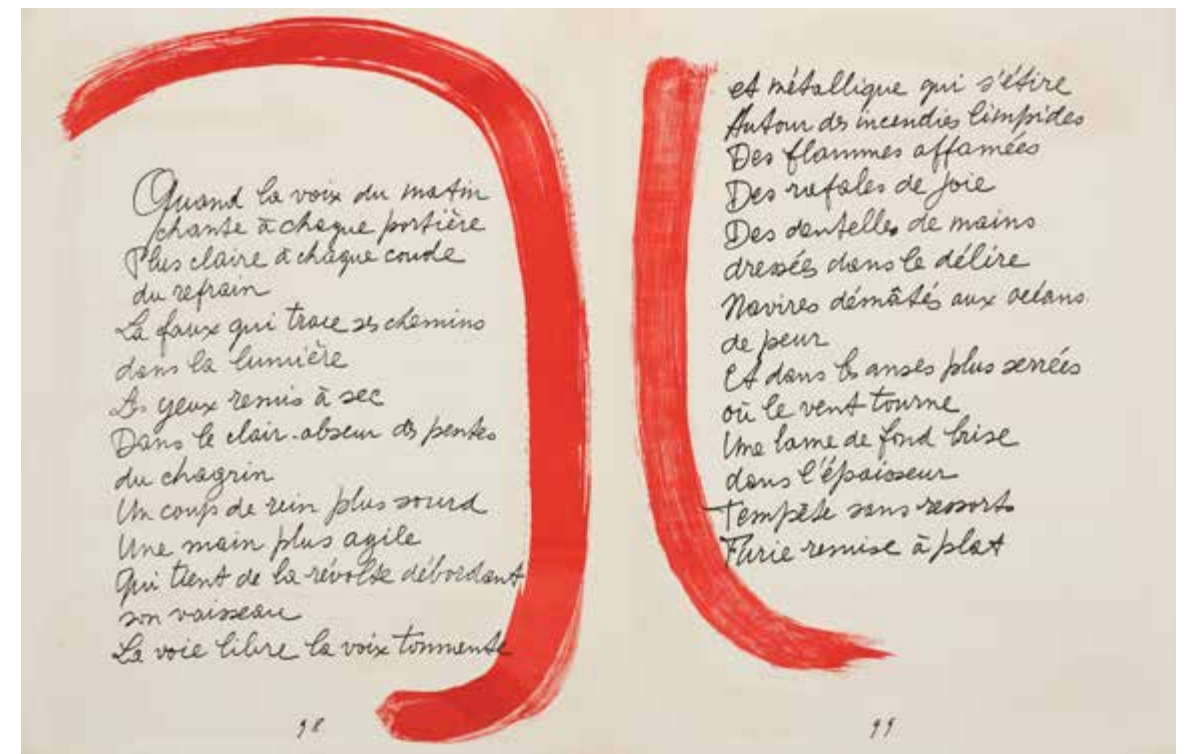 Quand la voix du matin
chante à chaque portière
Plus claire à chaque coude
du refrain
La faux qui trace ses chemins
dans la lumière
Les yeux remis à sec
Dans le clair-obscur des pentes
du chagrin
Un coup de rein plus sourd
Une main plus agile
Qui tient de la révolte débordant
son vaisseau
La voie libre la voix tonnante
98
et métallique qui s'étire
Autour des incendies limpides
Des flammes affamées
Des rafales de joie
Des dentelles de mains
dressées dans le délire
Navires démâtés aux océans
de peur
Et dans les anses plus serrées
où le vent tourne
Une lame de fond brise
dans l'épaisseur
Tempête sans ressorts
Furie remise à plat
99